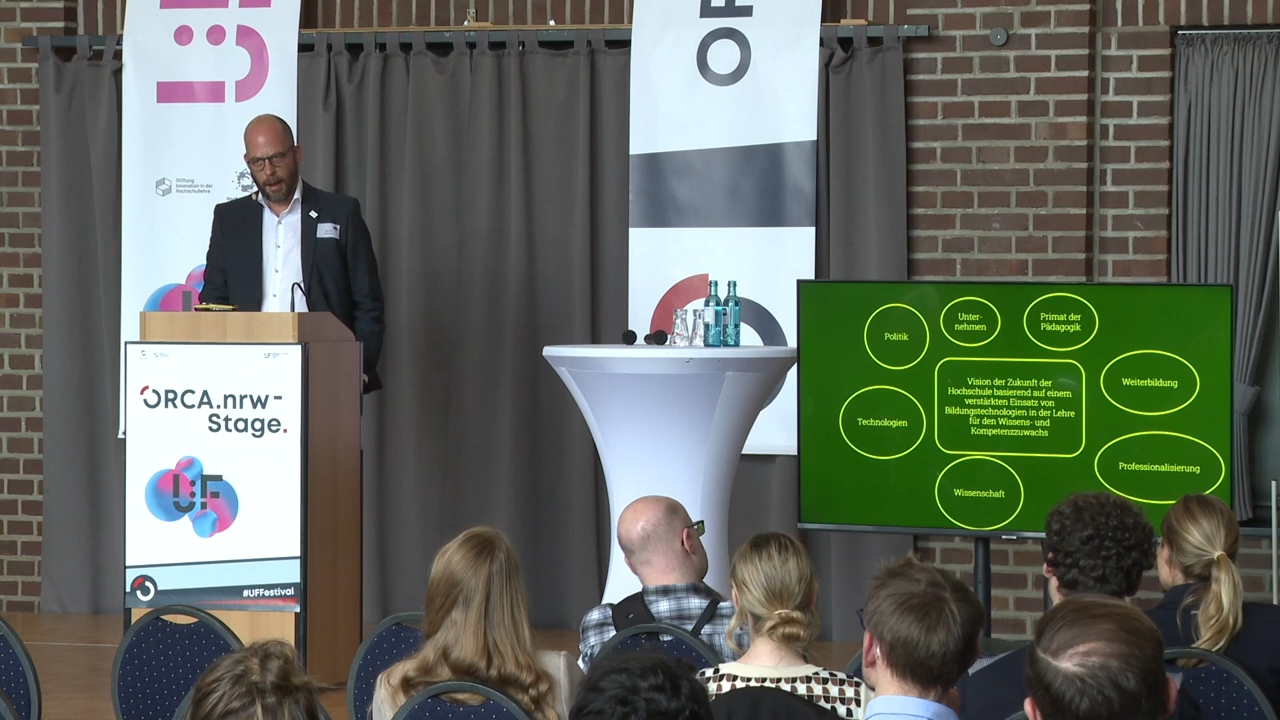 Stiftung
Innovation in der
Hochschullehre
ORCA.nrw-
Stage.
U:F
#UFFestival
Politik
Unter-
nehmen
Primat der
Pädagogik
Weiterbildung
Technologien
Vision der Zukunft der
Hochschule basierend auf einem
verstärkten Einsatz von
Bildungstechnologien in der Lehre
für den Wissens- und
Kompetenzzuwachs
Professionalisierung
Wissenschaft